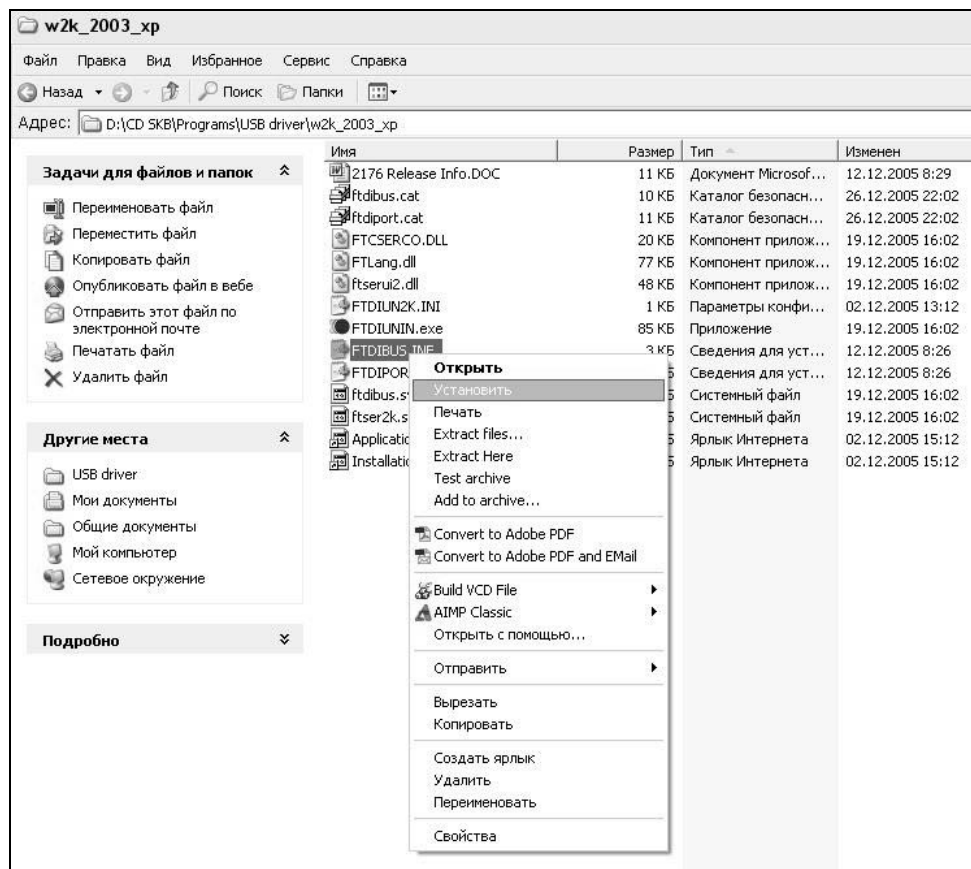 w2k_2003_xp
Файл Правка Вид Избранное Сервис Справка
Назад Поиск Папки
Адрес: D:\CD SKB\Programs\USB driver\w2k_2003_xp
Задачи для файлов и папок
Переименовать файл
Переместить файл
Копировать файл
Опубликовать файл в вебе
Отправить этот файл по
электронной почте
Печатать файл
Удалить файл
Другие места
USB driver
Мои документы
Общие документы
Мой компьютер
Сетевое окружение
Подробно
Имя Размер Тип Изменен
2176 Release Info.DOC 11 КБ Документ Microsof... 12.12.2005 8:29
ftdibus.cat 10 КБ Каталог безопасн... 26.12.2005 22:02
ftdiport.cat 11 КБ Каталог безопасн... 26.12.2005 22:02
FTCSERCO.DLL 20 КБ Компонент прилож... 19.12.2005 16:02
FTLang.dll 77 КБ Компонент прилож... 19.12.2005 16:02
ftserui2.dll 48 КБ Компонент прилож... 19.12.2005 16:02
FTDIUN2K.INI 1 КБ Параметры конфи... 02.12.2005 13:12
FTDIUNIN.exe 85 КБ Приложение 19.12.2005 16:02
FTDIBUS.INF 3 КБ Сведения для уст... 12.12.2005 8:26
FTDIPOR Б Сведения для уст... 12.12.2005 8:26
ftdibus.s Б Системный файл 19.12.2005 16:02
ftser2k.s Б Системный файл 19.12.2005 16:02
Applicatic Б Ярлык Интернета 02.12.2005 15:12
Installatic Б Ярлык Интернета 02.12.2005 15:12
Открыть
Установить
Печать
Extract files...
Extract Here
Test archive
Add to archive...
Convert to Adobe PDF
Convert to Adobe PDF and EMail
Build VCD File
AIMP Classic
Открыть с помощью...
Отправить
Вырезать
Копировать
Создать ярлык
Удалить
Переименовать
Свойства